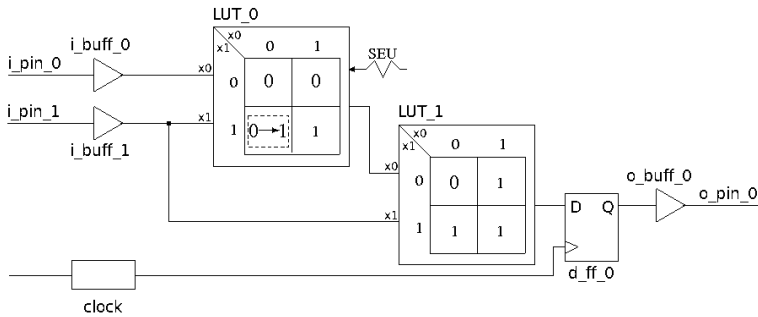 LUT_0
x0
x1
0 1
SEU
i_buff_0
i_pin_0
x0
0
0 0
i_pin_1
x1
1
0→1 1
i_buff_1
LUT_1
x0
x1
0 1
x0
0
0 1
x1
1
1 1
D Q
o_buff_0
o_pin_0
d_ff_0
clock